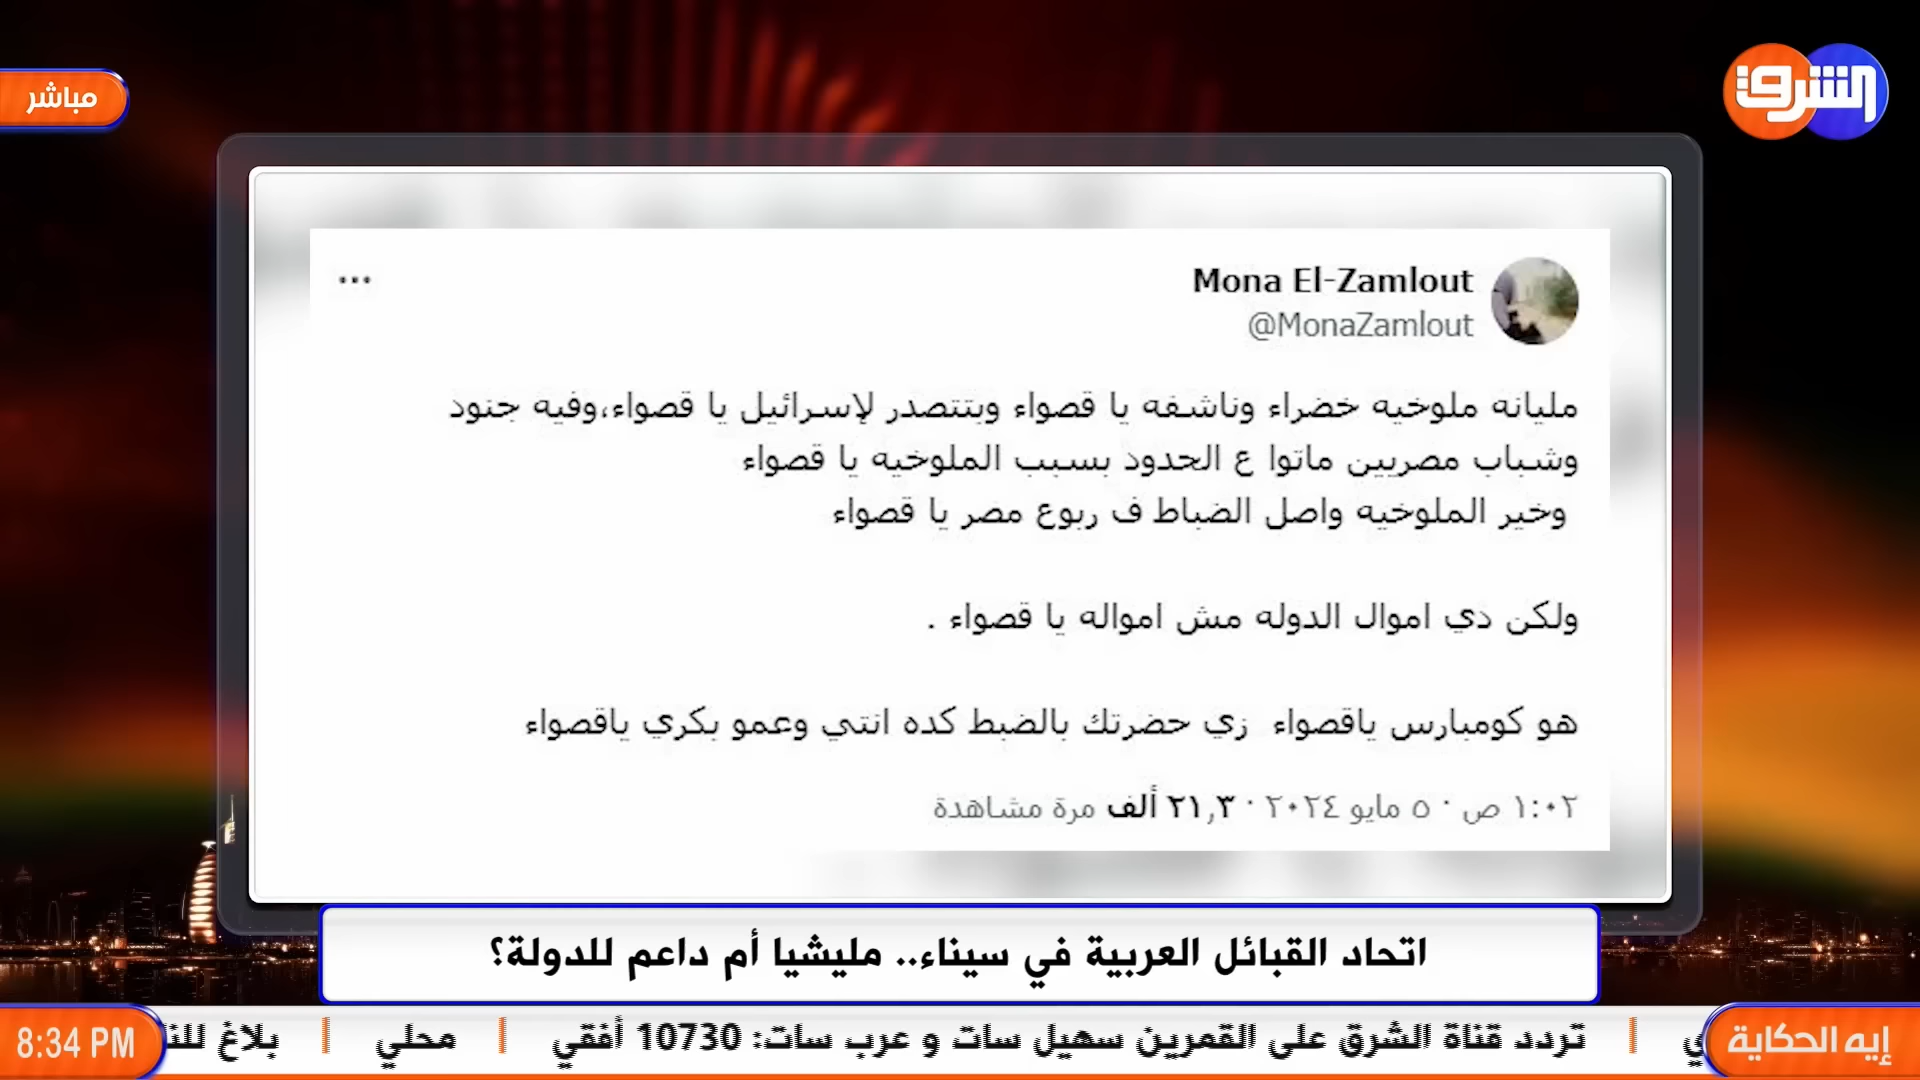 مباشر
الشرق
Mona El-Zamlout
@MonaZamlout
مليانه ملوخيه خضراء وناشفه يا قصواء وبتتصدر لإسرائيل يا قصواء،وفيه جنود
وشباب مصريين ماتوا ع الحدود بسبب الملوخيه يا قصواء
وخير الملوخيه واصل الضباط ف ربوع مصر يا قصواء
ولكن دي اموال الدوله مش امواله يا قصواء .
هو كومبارس ياقصواء زي حضرتك بالضبط كده انتي وعمو بكري ياقصواء
١:٠٢ ص · ٥ مايو ٢٠٢٤ · ٢١٫٣ ألف مرة مشاهدة
اتحاد القبائل العربية في سيناء.. مليشيا أم داعم للدولة؟
إيه الحكاية
تردد قناة الشرق على القمرين سهيل سات و عرب سات: 10730 أفقي | محلي | بلاغ
8:34 PM